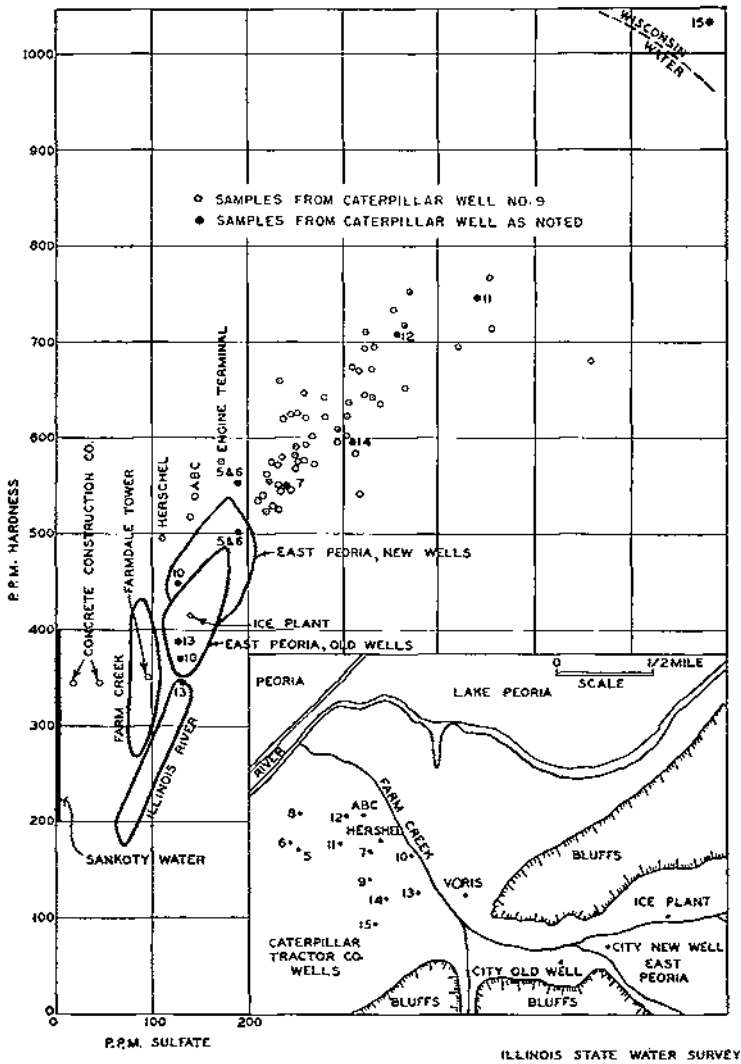 1000
900
800
700
600
500
400
300
200
100
0
P.P.M. HARDNESS
0
100
200
P.P.M. SULFATE
15
WISCONSIN
WATER
SAMPLES FROM CATERPILLAR WELL NO. 9
SAMPLES FROM CATERPILLAR WELL AS NOTED
11
12
14
7
ENGINE TERMINAL
5&6
5&6
ABC
HERSCHEL
FARMDALE TOWER
CONCRETE CONSTRUCTION CO.
10
EAST PEORIA, NEW WELLS
ICE PLANT
EAST PEORIA, OLD WELLS
13
10
13
FARM CREEK
ILLINOIS RIVER
SANKOTY WATER
PEORIA
LAKE PEORIA
0
1/2 MILE
SCALE
RIVER
FARM CREEK
8
12
ABC
HERSHEL
6
5
11
7
10
9
14
13
15
VORIS
BLUFFS
ICE PLANT
CITY NEW WELL
EAST
PEORIA
CITY OLD WELL
CATERPILLAR
TRACTOR CO.
WELLS
BLUFFS
BLUFFS
ILLINOIS STATE WATER SURVEY